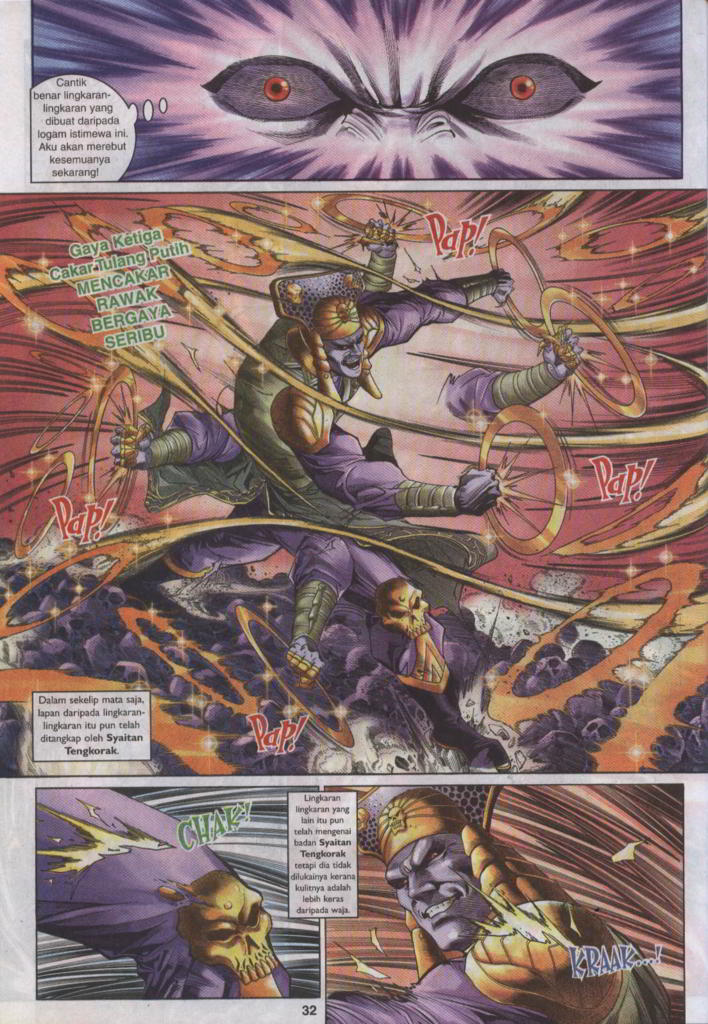 Cantik
benar lingkaran-
lingkaran yang
dibuat daripada
logam istimewa ini.
Aku akan merebut
kesemuanya
sekarang!
Gaya Ketiga
Cakar Tulang Putih
MENCAKAR
RAWAK
BERGAYA
SERIBU
Pap!
Pap!
Pap!
Pap!
Dalam sekelip mata saja,
lapan daripada lingkaran-
lingkaran itu pun telah
ditangkap oleh Syaitan
Tengkorak.
CHAK!
Lingkaran
lingkaran yang
lain itu pun
telah mengenai
badan Syaitan
Tengkorak
tetapi dia tidak
dilukainya kerana
kulitnya adalah
lebih keras
daripada waja.
KRAAK....!
32